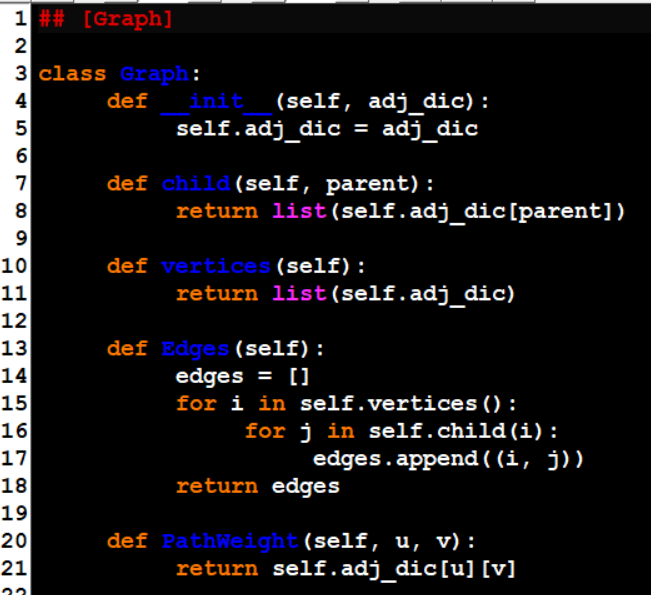 1 ## [Graph]
2
3 class Graph:
4 def __init__(self, adj_dic):
5 self.adj_dic = adj_dic
6
7 def child(self, parent):
8 return list(self.adj_dic[parent])
9
10 def vertices(self):
11 return list(self.adj_dic)
12
13 def Edges(self):
14 edges = []
15 for i in self.vertices():
16 for j in self.child(i):
17 edges.append((i, j))
18 return edges
19
20 def PathWeight(self, u, v):
21 return self.adj_dic[u][v]
22